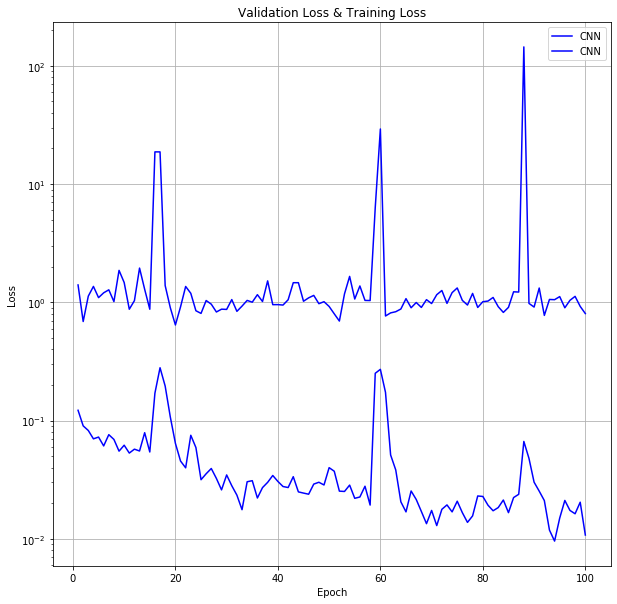 Validation Loss & Training Loss
CNN
CNN
10²
10¹
10⁰
10⁻¹
10⁻²
Loss
0 20 40 60 80 100
Epoch